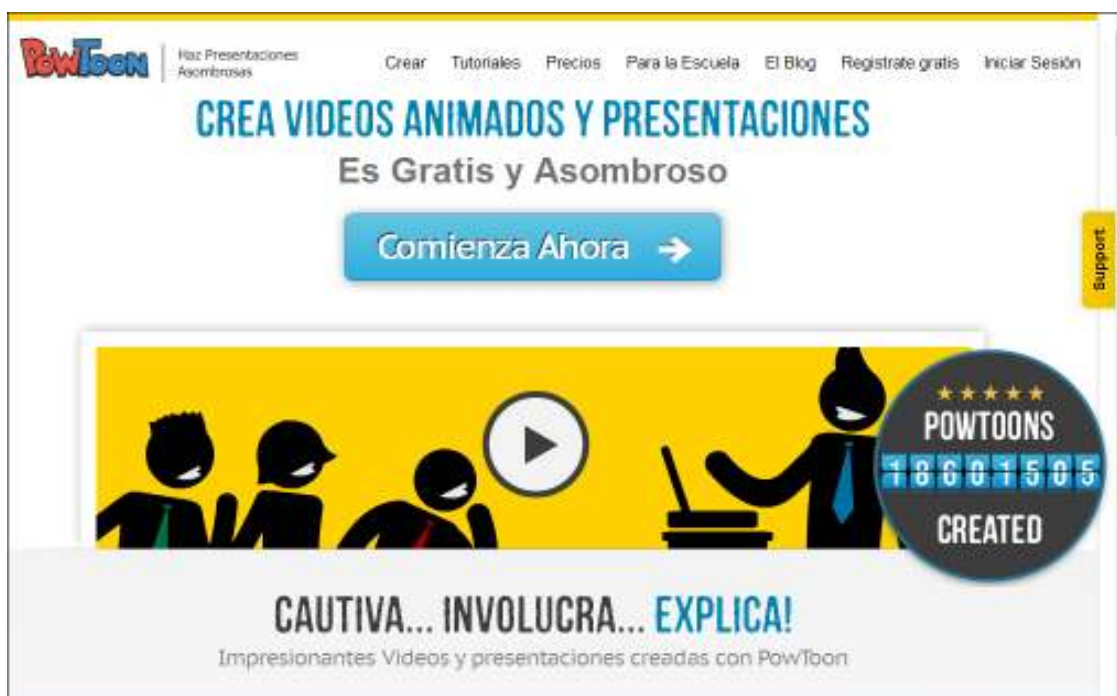 POWTOON
Haz Presentaciones
Asombrosas
Crear Tutoriales Precios Para la Escuela El Blog Registrate gratis Iniciar Sesión
CREA VIDEOS ANIMADOS Y PRESENTACIONES
Es Gratis y Asombroso
Comienza Ahora
Support
POWTOONS
18601505
CREATED
CAUTIVA... INVOLUCRA... EXPLICA!
Impresionantes Videos y presentaciones creadas con PowToon